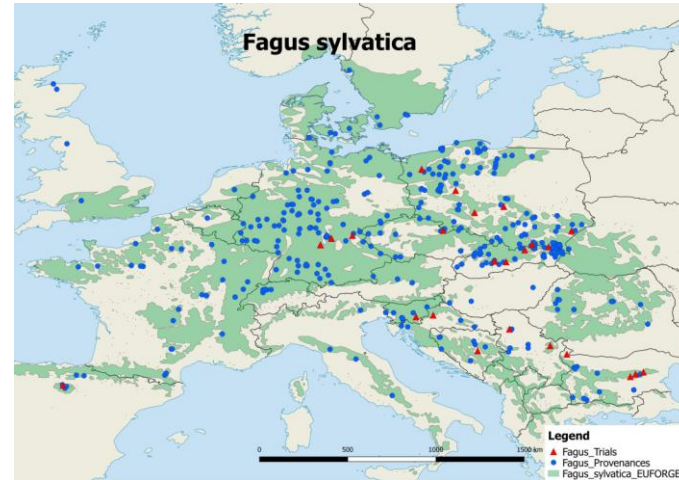 Fagus sylvatica
0 500 1000 1500 km
Legend
Fagus_Trials
Fagus_Provenances
Fagus_sylvatica_EUFORGE